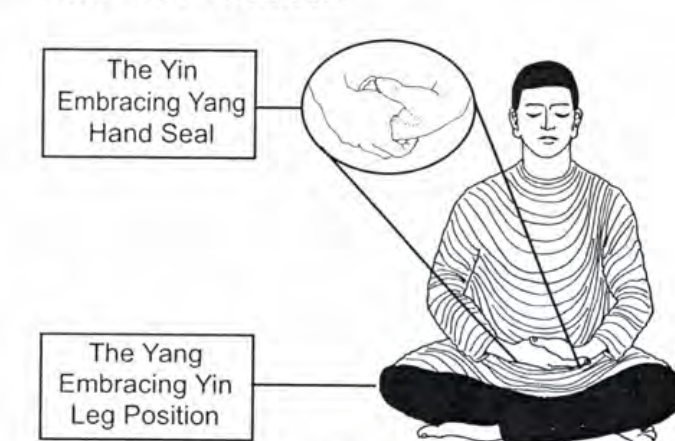 The Yin
Embracing Yang
Hand Seal
The Yang
Embracing Yin
Leg Position